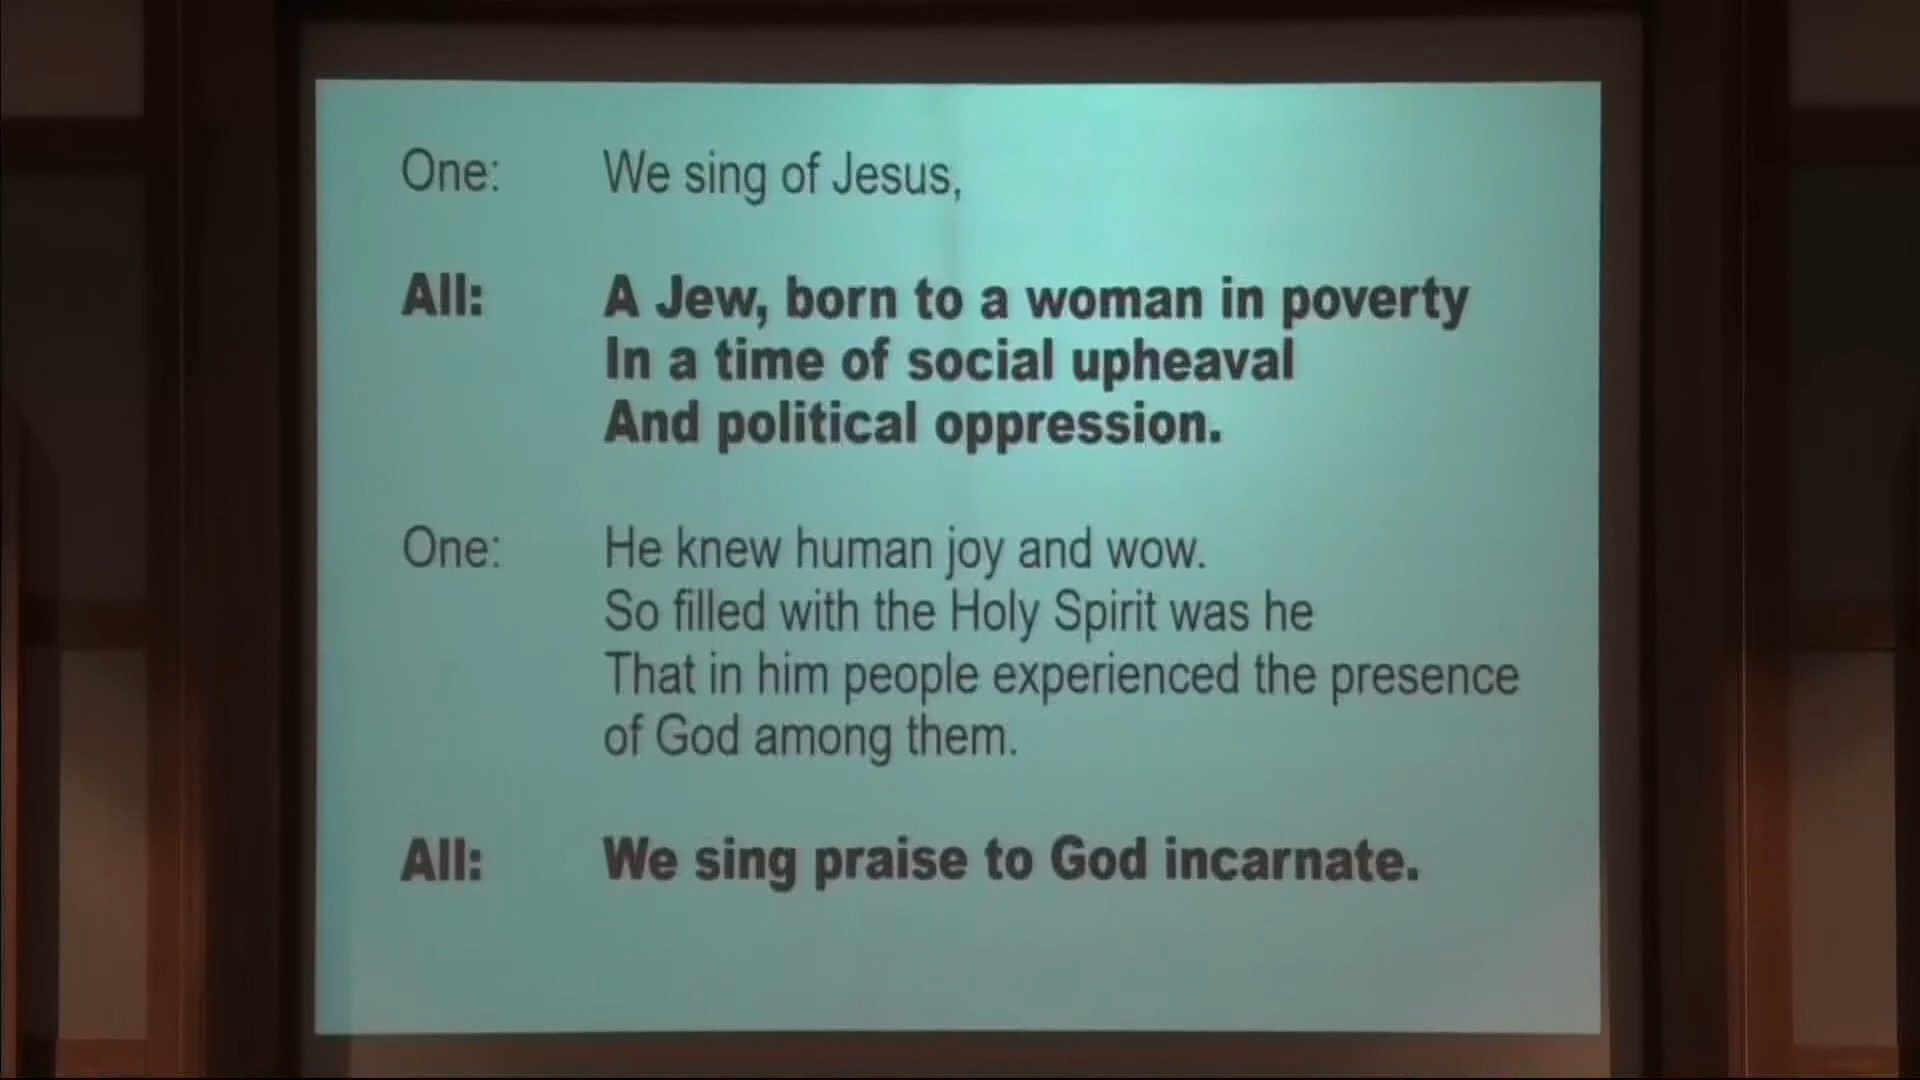 One: We sing of Jesus,
All: A Jew, born to a woman in poverty
In a time of social upheaval
And political oppression.
One: He knew human joy and wow.
So filled with the Holy Spirit was he
That in him people experienced the presence
of God among them.
All: We sing praise to God incarnate.